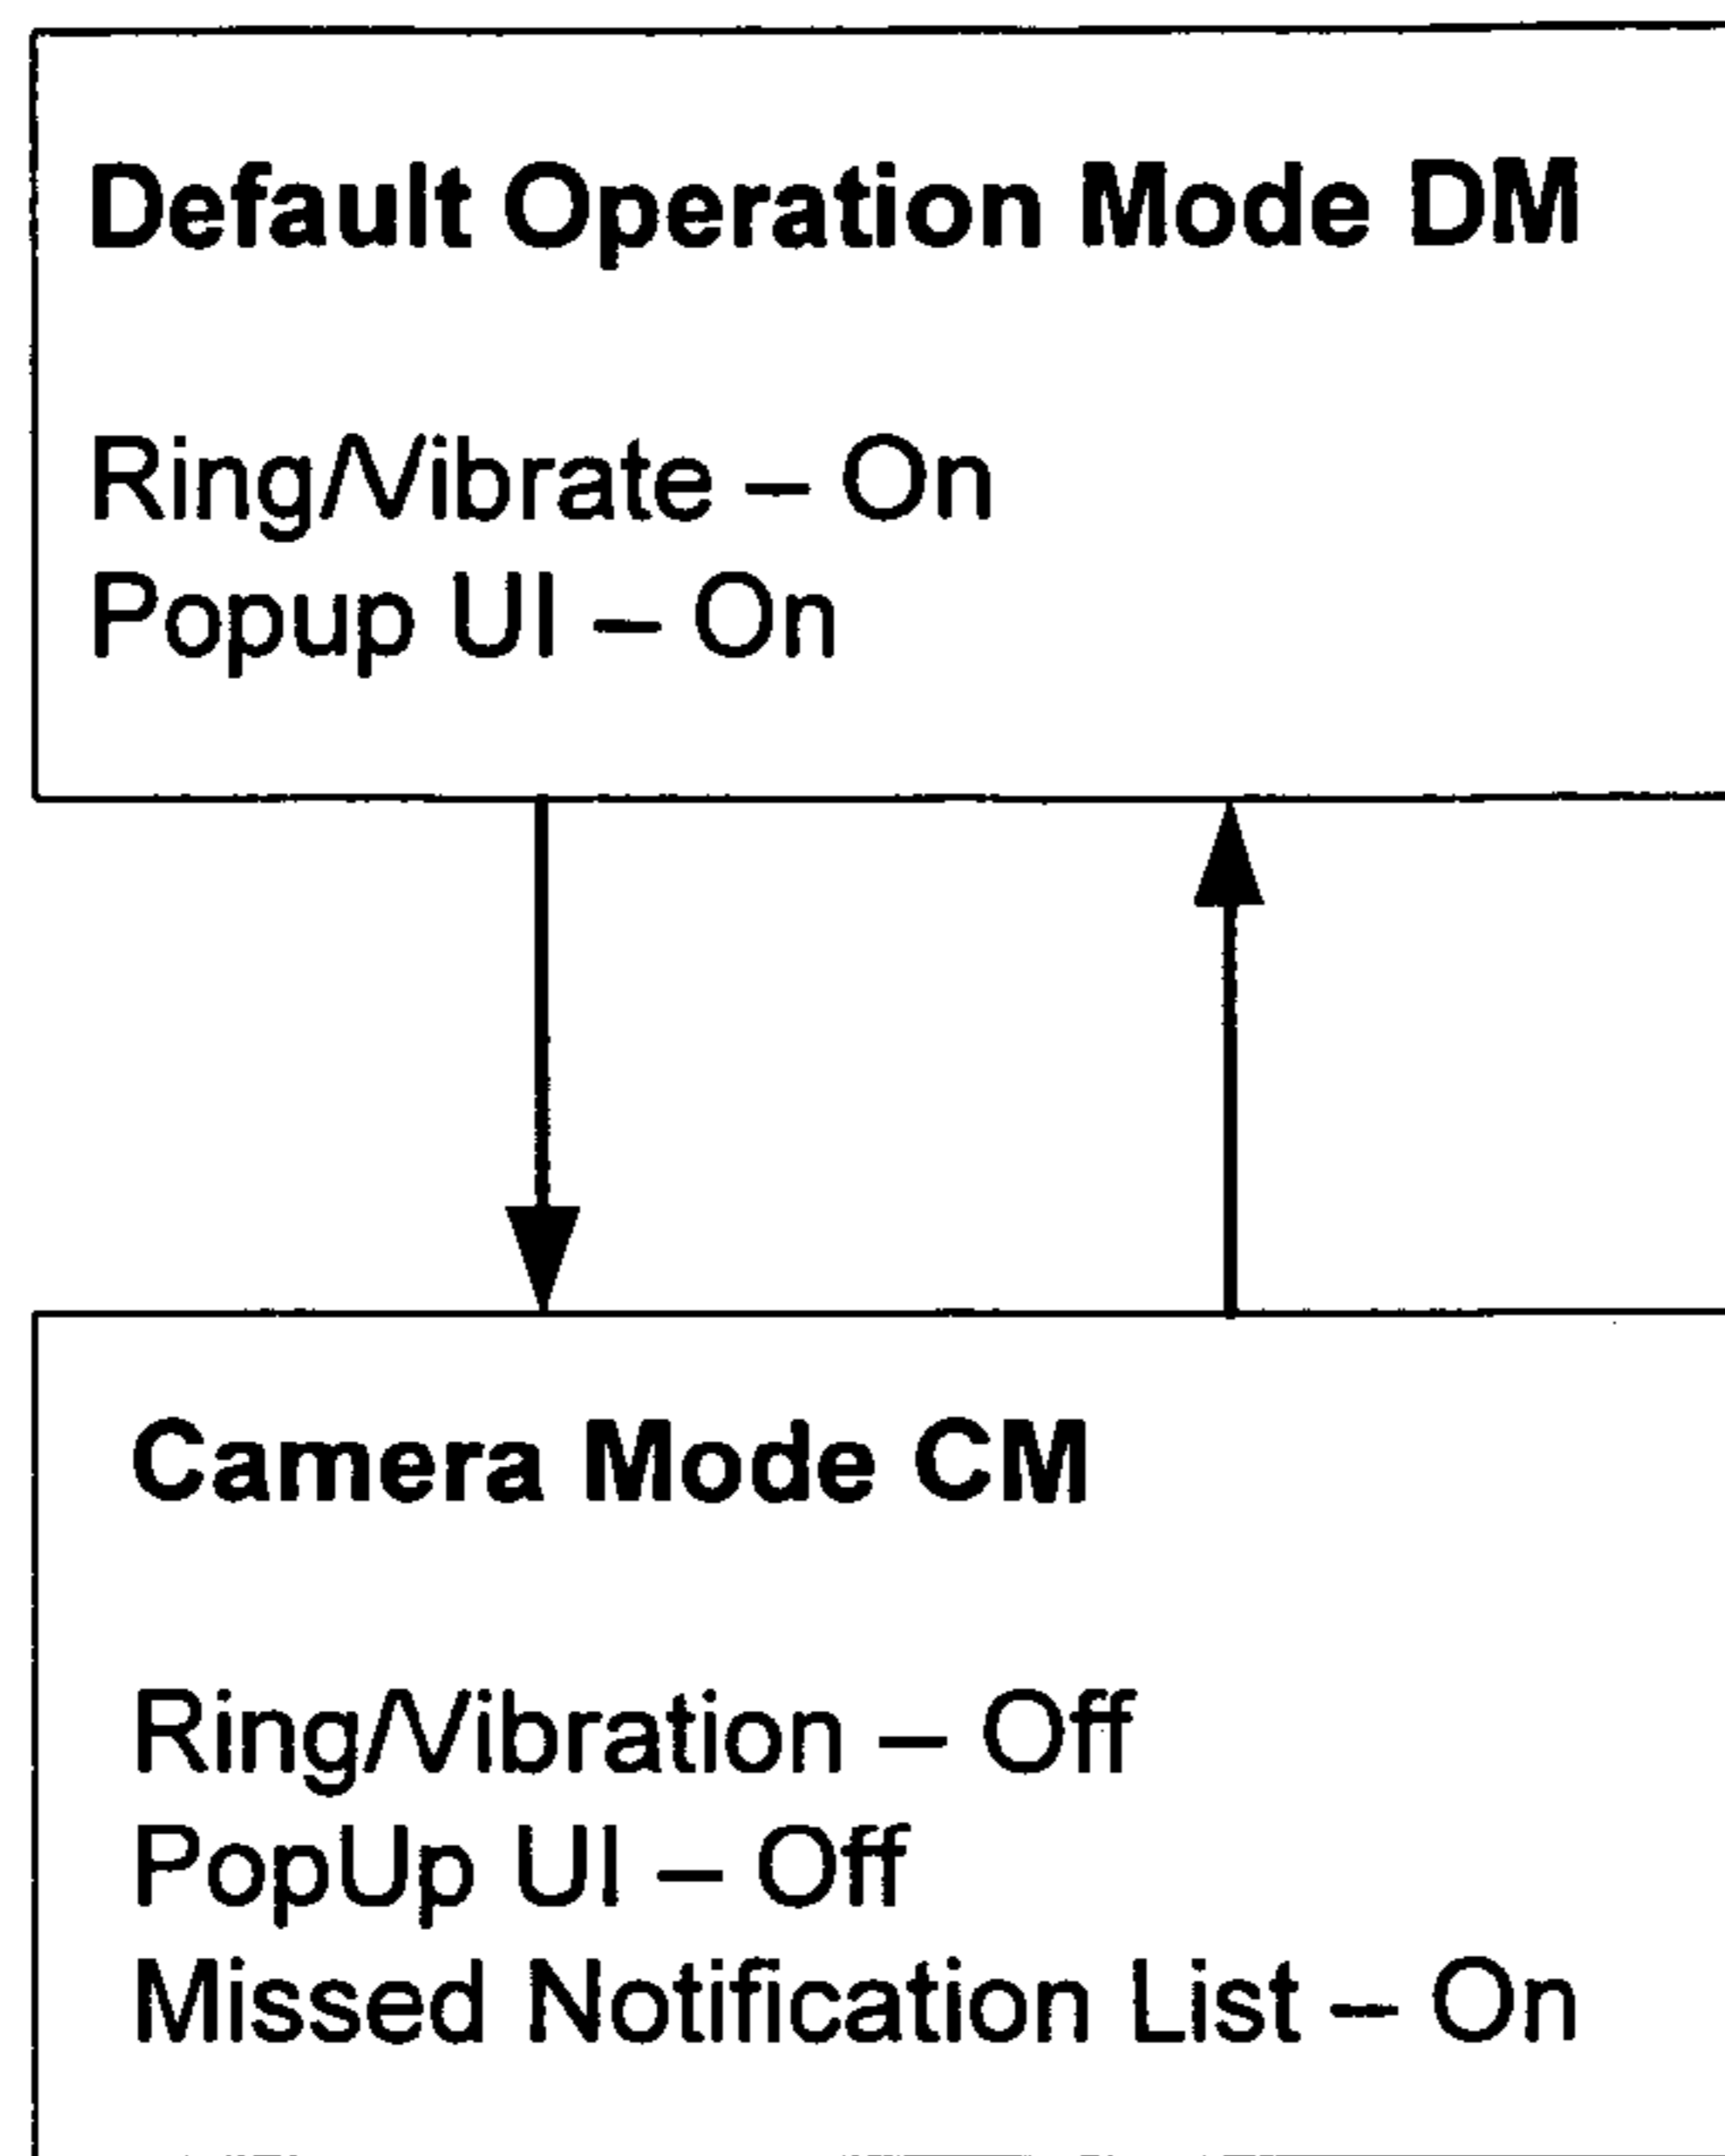 Default Operation Mode DM
Ring/Vibrate – On
Popup UI – On
Camera Mode CM
Ring/Vibration – Off
PopUp UI – Off
Missed Notification List – On